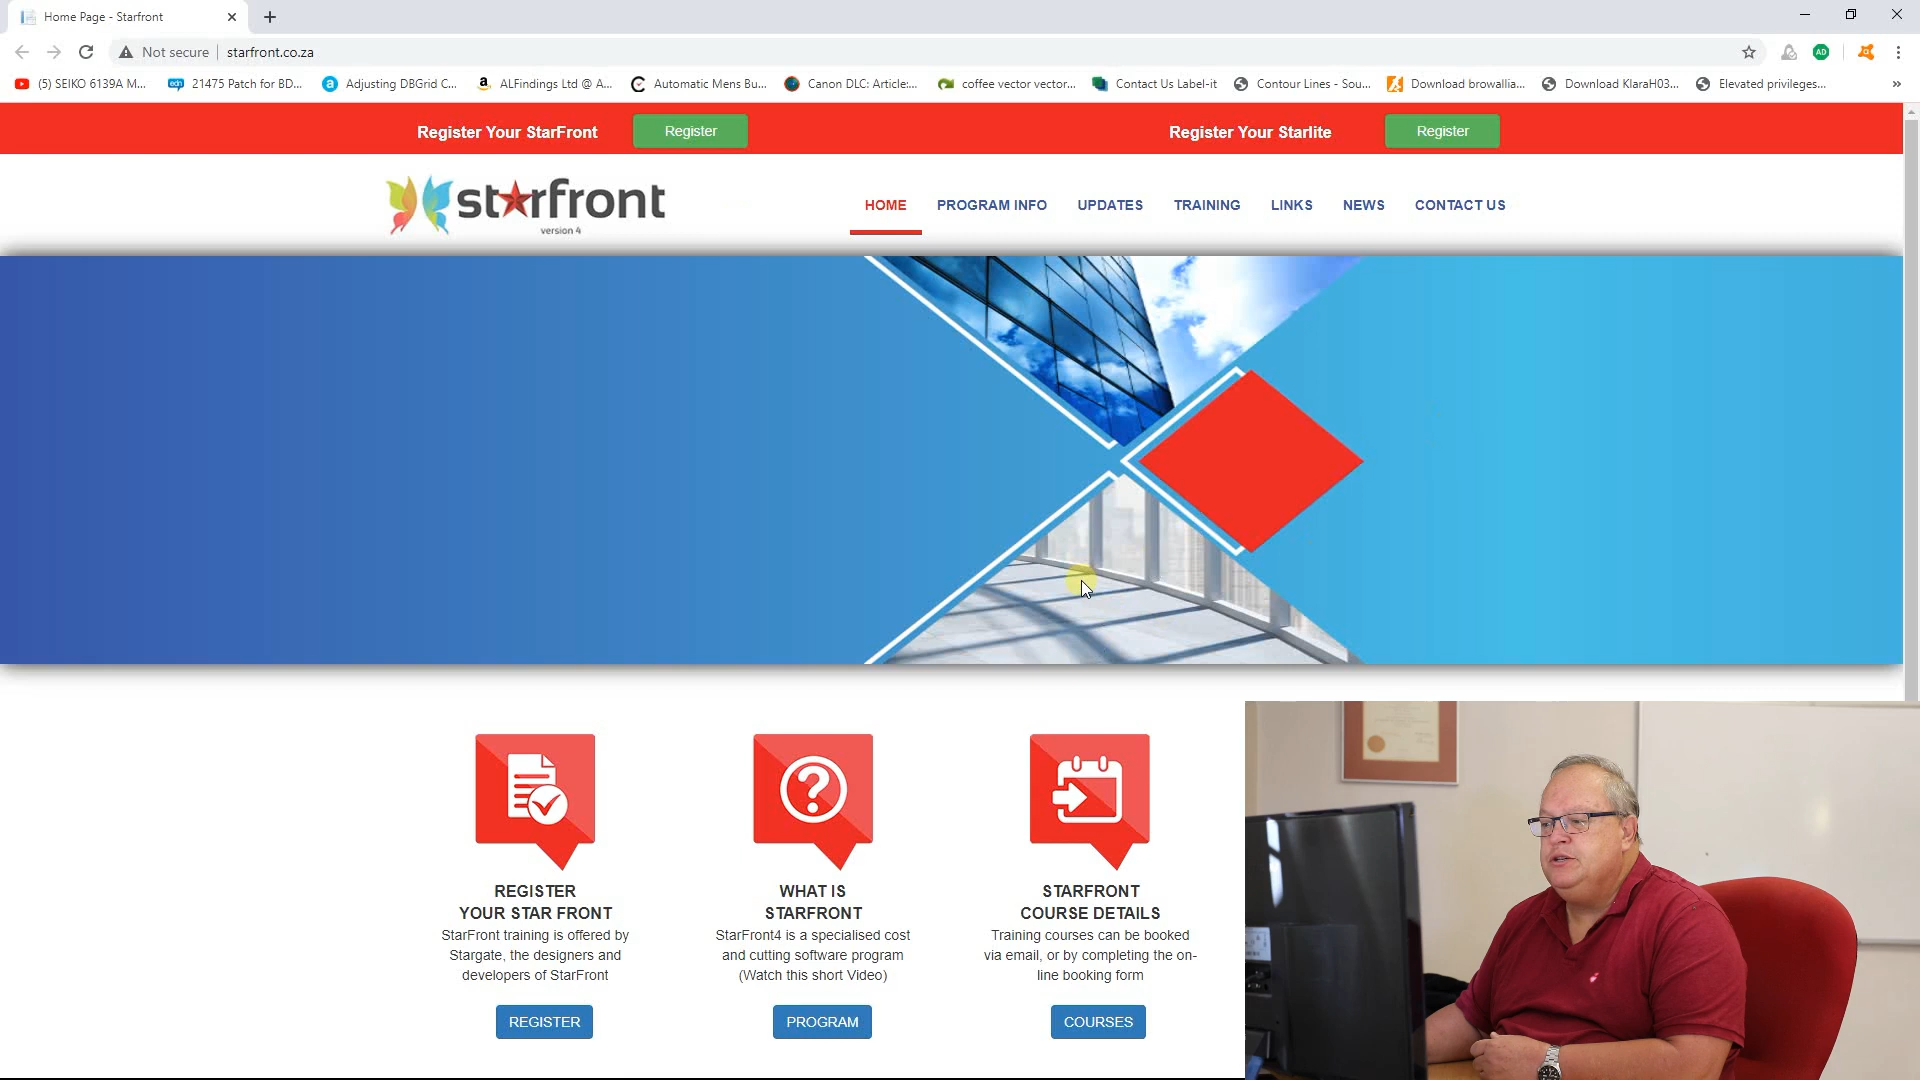 Home Page - Starfront
Not secure
starfront.co.za
(5) SEIKO 6139A M...
edn
21475 Patch for BD...
a
Adjusting DBGrid C...
a
ALFindings Ltd @ A...
Automatic Mens Bu...
Canon DLC: Article:...
coffee vector vector...
Contact Us Label-it
Contour Lines - Sou...
Download browallia...
Download KlaraH03...
Elevated privileges...
»
AD
Register Your StarFront
Register
Register Your Starlite
Register
starfront
version 4
HOME
PROGRAM INFO
UPDATES
TRAINING
LINKS
NEWS
CONTACT US
REGISTER
YOUR STAR FRONT
StarFront training is offered by
Stargate, the designers and
developers of StarFront
REGISTER
?
WHAT IS
STARFRONT
StarFront4 is a specialised cost
and cutting software program
(Watch this short Video)
PROGRAM
STARFRONT
COURSE DETAILS
Training courses can be booked
via email, or by completing the on-
line booking form
COURSES